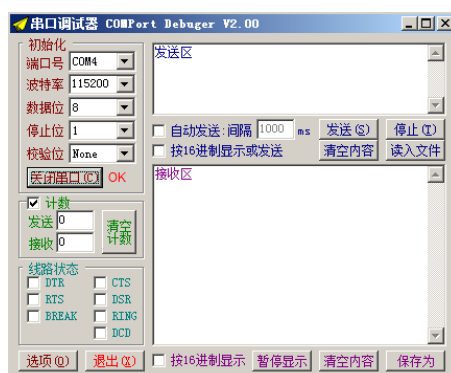 串口调试器 COMPort Debuger V2.00
初始化
端口号 COM4
波特率 115200
数据位 8
停止位 1
校验位 None
关闭串口(C) OK
计数
发送 0
接收 0
清空计数
线路状态
DTR CTS
RTS DSR
BREAK RING
DCD
选项(O) 退出(X)
发送区
自动发送:间隔 1000 ms 发送(S) 停止(T)
按16进制显示或发送 清空内容 读入文件
接收区
按16进制显示 暂停显示 清空内容 保存为